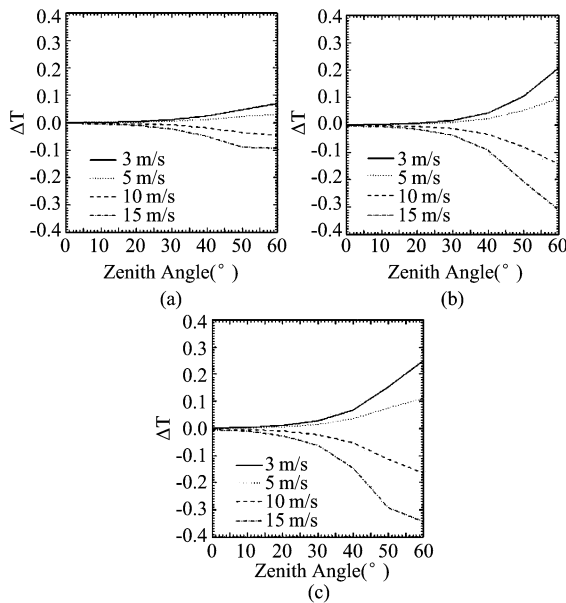 0.4
0.3
0.2
0.1
0.0
-0.1
-0.2
-0.3
-0.4
ΔT
3 m/s
5 m/s
10 m/s
15 m/s
0 10 20 30 40 50 60
Zenith Angle(°)
(a)
0.4
0.3
0.2
0.1
0.0
-0.1
-0.2
-0.3
-0.4
ΔT
3 m/s
5 m/s
10 m/s
15 m/s
0 10 20 30 40 50 60
Zenith Angle(°)
(b)
0.4
0.3
0.2
0.1
0.0
-0.1
-0.2
-0.3
-0.4
ΔT
3 m/s
5 m/s
10 m/s
15 m/s
0 10 20 30 40 50 60
Zenith Angle(°)
(c)